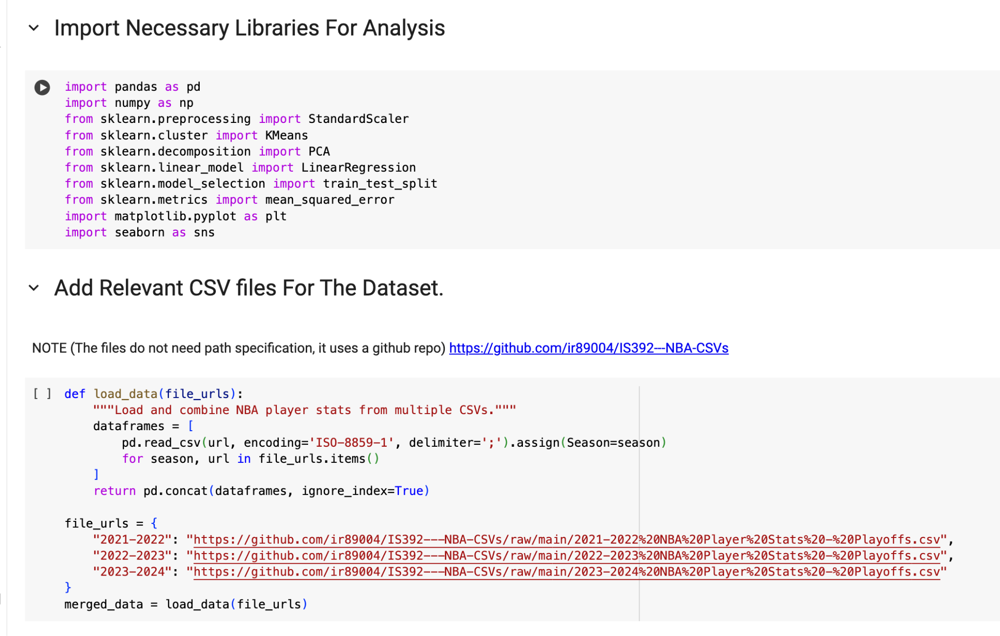 Import Necessary Libraries For Analysis
import pandas as pd
import numpy as np
from sklearn.preprocessing import StandardScaler
from sklearn.cluster import KMeans
from sklearn.decomposition import PCA
from sklearn.linear_model import LinearRegression
from sklearn.model_selection import train_test_split
from sklearn.metrics import mean_squared_error
import matplotlib.pyplot as plt
import seaborn as sns
Add Relevant CSV files For The Dataset.
NOTE (The files do not need path specification, it uses a github repo) https://github.com/ir89004/IS392---NBA-CSVs
[ ] def load_data(file_urls):
    """Load and combine NBA player stats from multiple CSVs."""
    dataframes = [
        pd.read_csv(url, encoding='ISO-8859-1', delimiter=';').assign(Season=season)
        for season, url in file_urls.items()
    ]
    return pd.concat(dataframes, ignore_index=True)
file_urls = {
    "2021-2022": "https://github.com/ir89004/IS392---NBA-CSVs/raw/main/2021-2022%20NBA%20Player%20Stats%20-%20Playoffs.csv",
    "2022-2023": "https://github.com/ir89004/IS392---NBA-CSVs/raw/main/2022-2023%20NBA%20Player%20Stats%20-%20Playoffs.csv",
    "2023-2024": "https://github.com/ir89004/IS392---NBA-CSVs/raw/main/2023-2024%20NBA%20Player%20Stats%20-%20Playoffs.csv"
}
merged_data = load_data(file_urls)